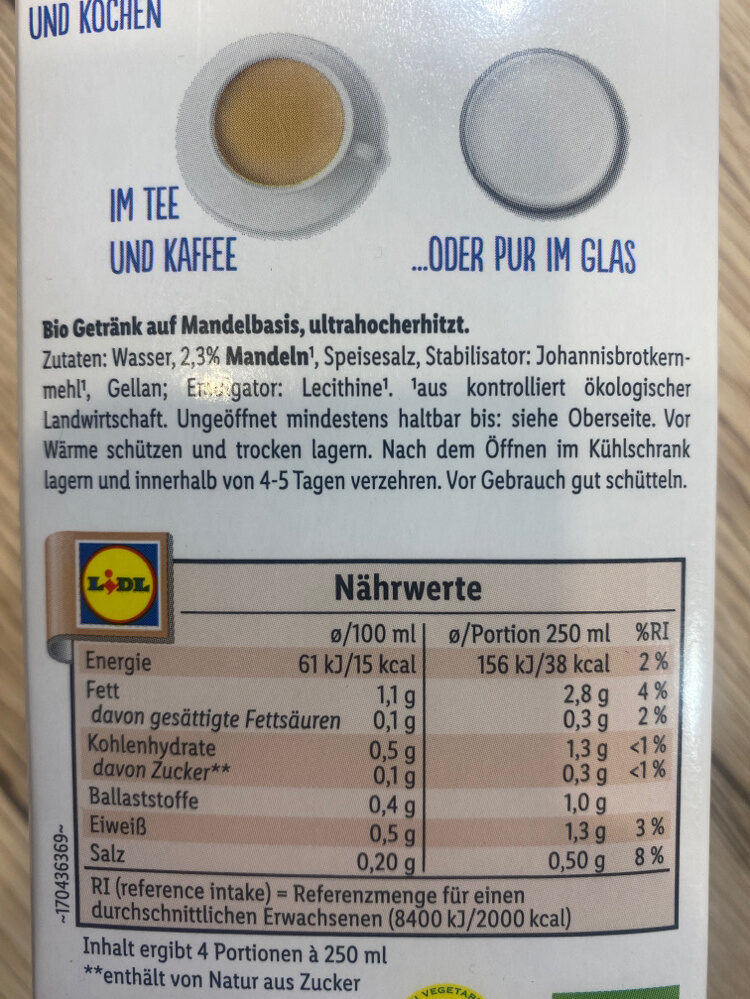 UND KOCHEN
IM TEE
UND KAFFEE
...ODER PUR IM GLAS
Bio Getränk auf Mandelbasis, ultrahocherhitzt.
Zutaten: Wasser, 2,3% Mandeln¹, Speisesalz, Stabilisator: Johannisbrotkern-
mehl¹, Gellan; Lecithine¹. ¹aus kontrolliert ökologischer
Landwirtschaft. Ungeöffnet mindestens haltbar bis: siehe Oberseite. Vor
Wärme schützen und trocken lagern. Nach dem Öffnen im Kühlschrank
lagern und innerhalb von 4-5 Tagen verzehren. Vor Gebrauch gut schütteln.
LIDL
Nährwerte
ø/100 ml ø/Portion 250 ml %RI
Energie 61 kJ/15 kcal 156 kJ/38 kcal 2 %
Fett 1,1 g 2,8 g 4 %
davon gesättigte Fettsäuren 0,1 g 0,3 g 2 %
Kohlenhydrate 0,5 g 1,3 g <1 %
davon Zucker** 0,1 g 0,3 g <1 %
Ballaststoffe 0,4 g 1,0 g
Eiweiß 0,5 g 1,3 g 3 %
Salz 0,20 g 0,50 g 8 %
RI (reference intake) = Referenzmenge für einen
durchschnittlichen Erwachsenen (8400 kJ/2000 kcal)
~170436369~
Inhalt ergibt 4 Portionen à 250 ml
**enthält von Natur aus Zucker